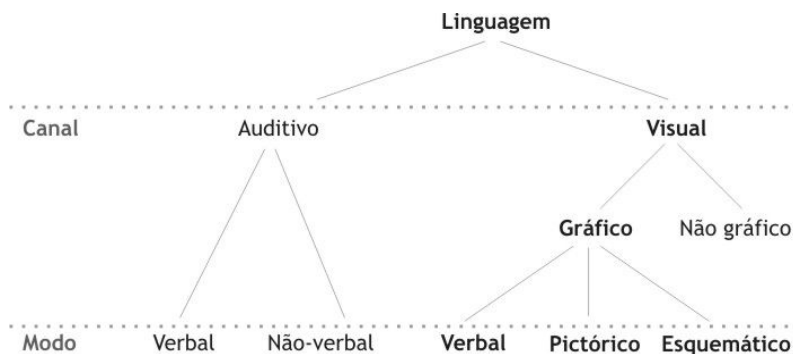 Linguagem
Canal Auditivo Visual
Gráfico Não gráfico
Modo Verbal Não-verbal Verbal Pictórico Esquemático